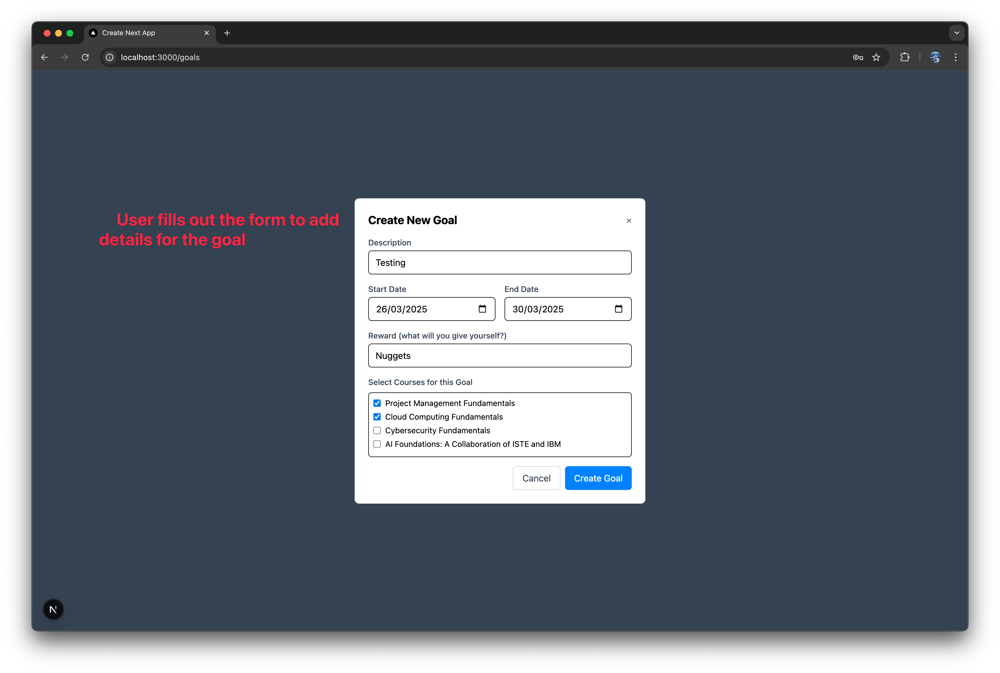 Create Next App
localhost:3000/goals
User fills out the form to add
details for the goal
Create New Goal
Description
Testing
Start Date End Date
26/03/2025 30/03/2025
Reward (what will you give yourself?)
Nuggets
Select Courses for this Goal
Project Management Fundamentals
Cloud Computing Fundamentals
Cybersecurity Fundamentals
AI Foundations: A Collaboration of ISTE and IBM
Cancel Create Goal
N